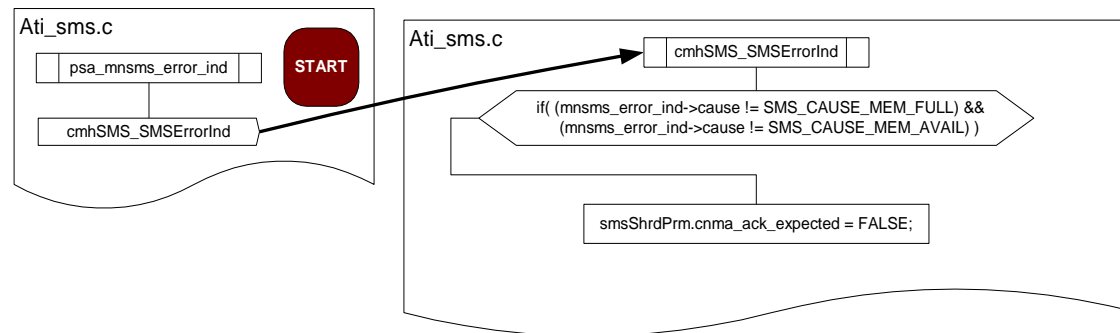 Ati_sms.c
psa_mnsms_error_ind
START
cmhSMS_SMSErrorInd
Ati_sms.c
cmhSMS_SMSErrorInd
if( (mnsms_error_ind->cause != SMS_CAUSE_MEM_FULL) &&
(mnsms_error_ind->cause != SMS_CAUSE_MEM_AVAIL) )
smsShrdPrm.cnma_ack_expected = FALSE;